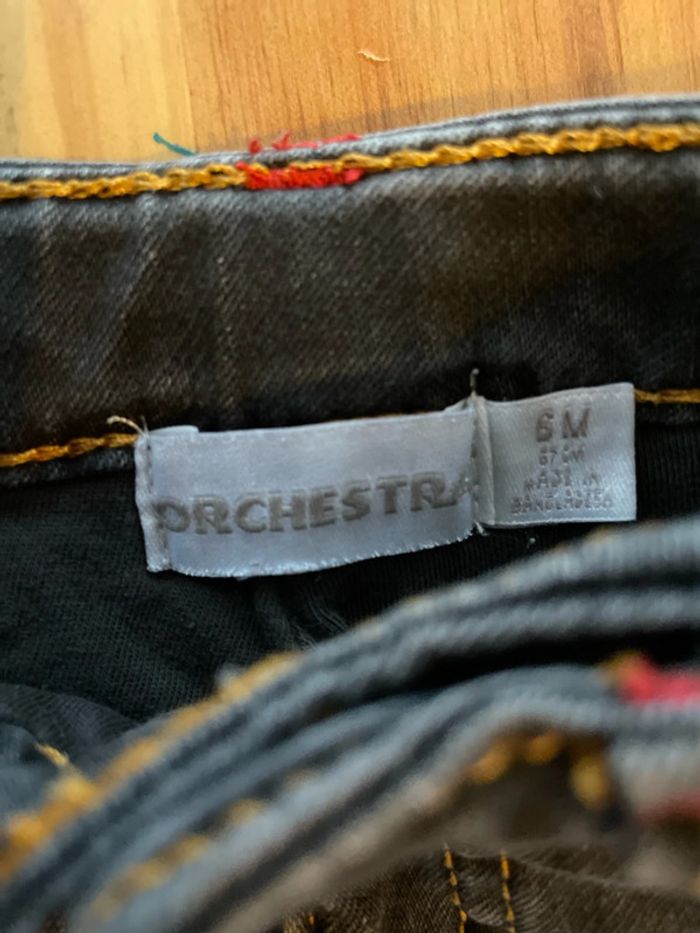 ORCHESTRA
6 M
67 CM
MADE IN
BANGLADESH